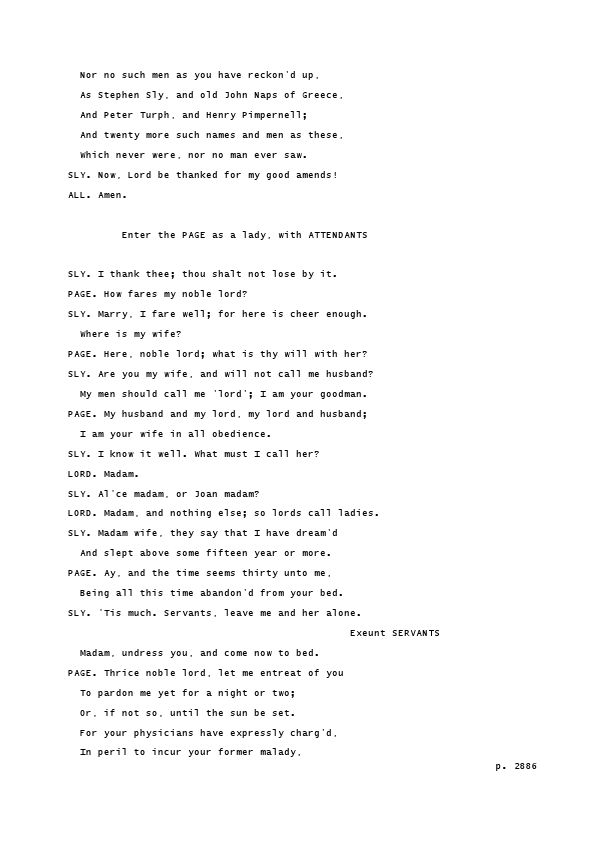 Nor no such men as you have reckon'd up,
As Stephen Sly, and old John Naps of Greece,
And Peter Turph, and Henry Pimpernell;
And twenty more such names and men as these,
Which never were, nor no man ever saw.
SLY. Now, Lord be thanked for my good amends!
ALL. Amen.
Enter the PAGE as a lady, with ATTENDANTS
SLY. I thank thee; thou shalt not lose by it.
PAGE. How fares my noble lord?
SLY. Marry, I fare well; for here is cheer enough.
Where is my wife?
PAGE. Here, noble lord; what is thy will with her?
SLY. Are you my wife, and will not call me husband?
My men should call me 'lord'; I am your goodman.
PAGE. My husband and my lord, my lord and husband;
I am your wife in all obedience.
SLY. I know it well. What must I call her?
LORD. Madam.
SLY. Al'ce madam, or Joan madam?
LORD. Madam, and nothing else; so lords call ladies.
SLY. Madam wife, they say that I have dream'd
And slept above some fifteen year or more.
PAGE. Ay, and the time seems thirty unto me,
Being all this time abandon'd from your bed.
SLY. 'Tis much. Servants, leave me and her alone.
Exeunt SERVANTS
Madam, undress you, and come now to bed.
PAGE. Thrice noble lord, let me entreat of you
To pardon me yet for a night or two;
Or, if not so, until the sun be set.
For your physicians have expressly charg'd,
In peril to incur your former malady,
p. 2886